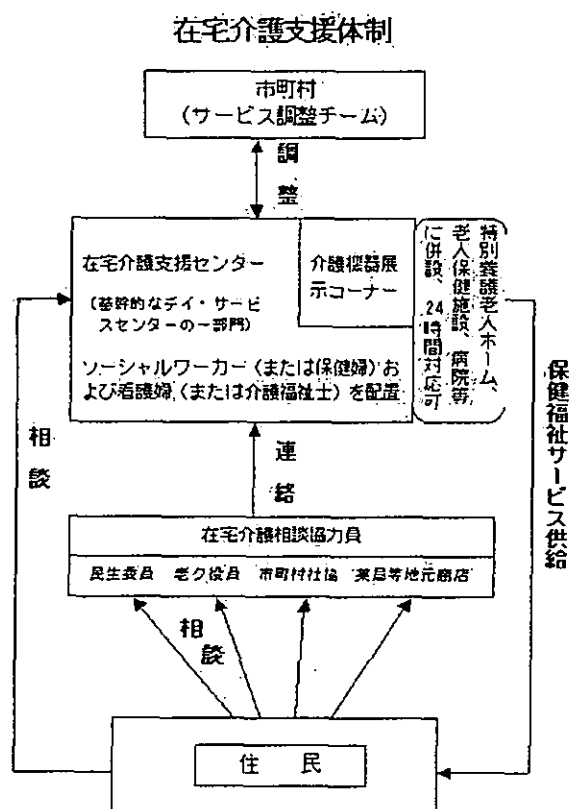 在宅介護支援体制
市町村
(サービス調整チーム)
調整
在宅介護支援センター
(基幹的なデイ・サービ
スセンターの一部門)
介護機器展
示コーナー
ソーシャルワーカー(または保健婦)お
よび看護婦(または介護福祉士)を配置
特別養護老人ホーム、
老人保健施設、病院等
に併設、24時間対応可
相談
連絡
保健福祉サービス供給
在宅介護相談協力員
民生委員 老ク役員 市町村社協 薬局等地元商店
相談
住民